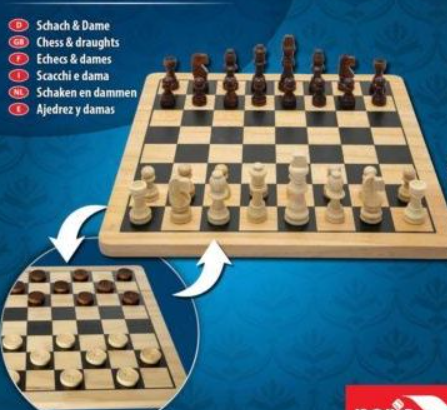 D Schach & Dame
GB Chess & draughts
F Echecs & dames
I Scacchi e dama
NL Schaken en dammen
E Ajedrez y damas